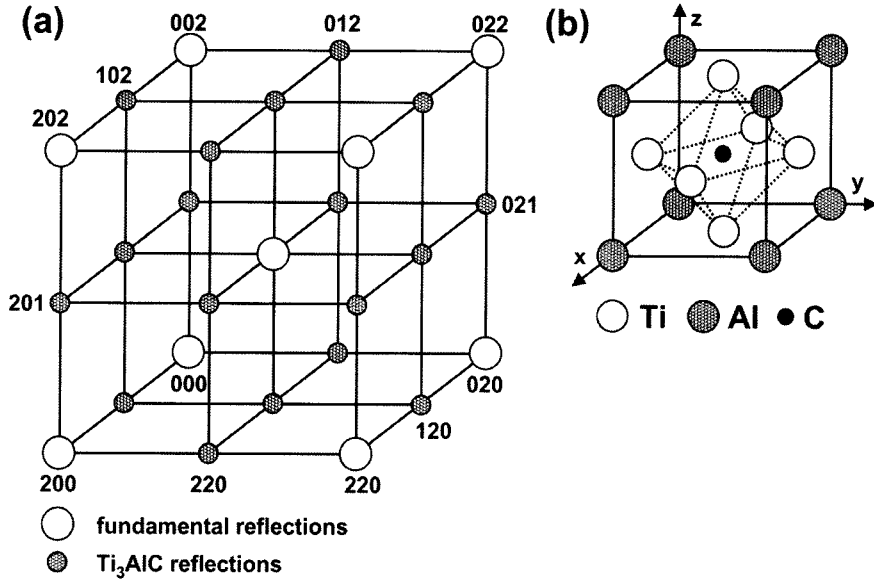 (a)
002
012
022
102
202
021
201
000
020
120
200
220
220
fundamental reflections
Ti₃AlC reflections
(b)
z
y
x
Ti Al C